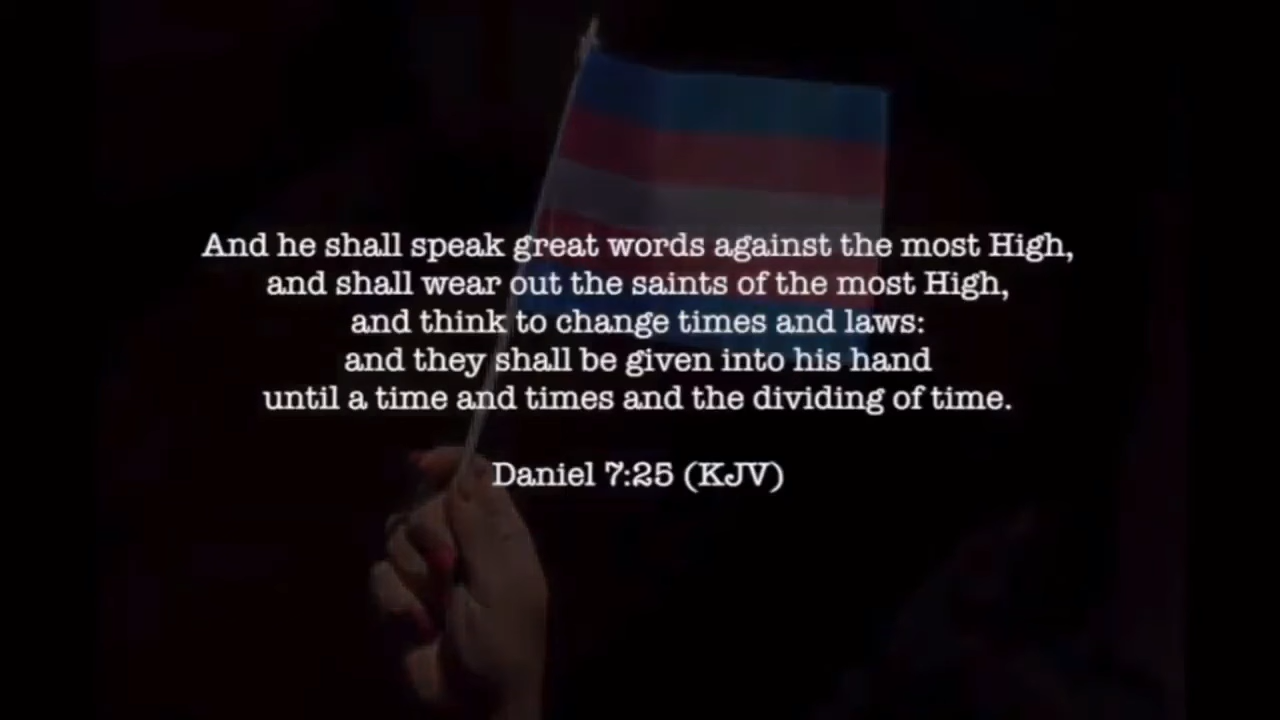 And he shall speak great words against the most High,
and shall wear out the saints of the most High,
and think to change times and laws:
and they shall be given into his hand
until a time and times and the dividing of time.
Daniel 7:25 (KJV)